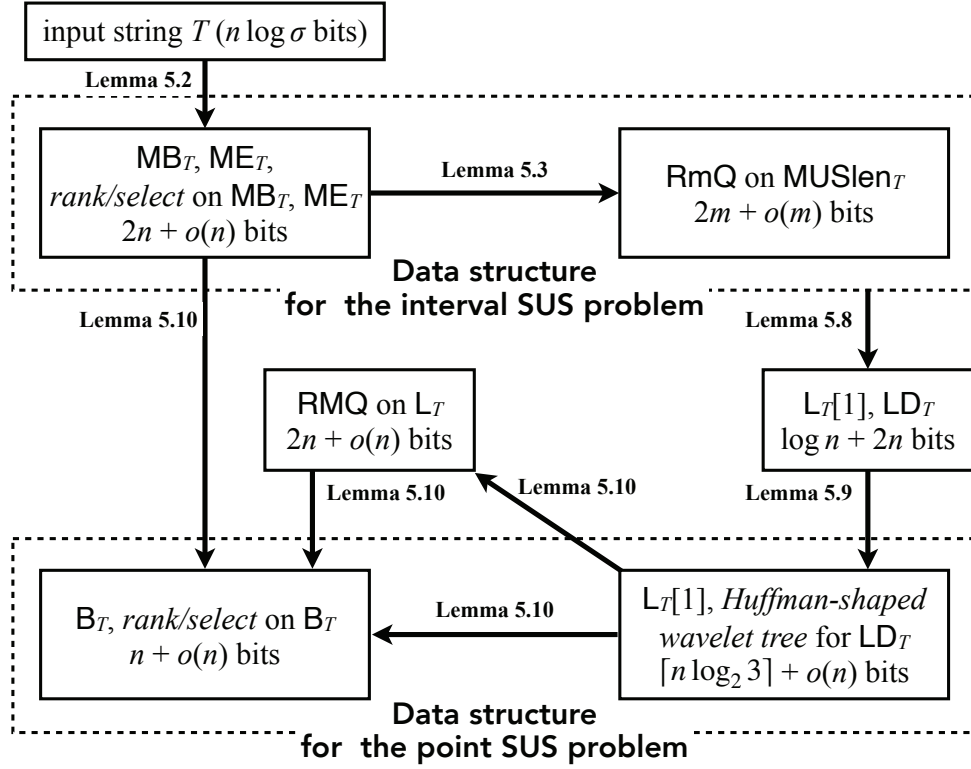 input string T (n log σ bits)
Lemma 5.2
MB_T, ME_T,
rank/select on MB_T, ME_T
2n + o(n) bits
Lemma 5.3
RmQ on MUSlen_T
2m + o(m) bits
Data structure
for the interval SUS problem
Lemma 5.10
Lemma 5.8
RMQ on L_T
2n + o(n) bits
L_T[1], LD_T
log n + 2n bits
Lemma 5.10
Lemma 5.10
Lemma 5.9
B_T, rank/select on B_T
n + o(n) bits
Lemma 5.10
L_T[1], Huffman-shaped
wavelet tree for LD_T
⌈n log₂ 3⌉ + o(n) bits
Data structure
for the point SUS problem